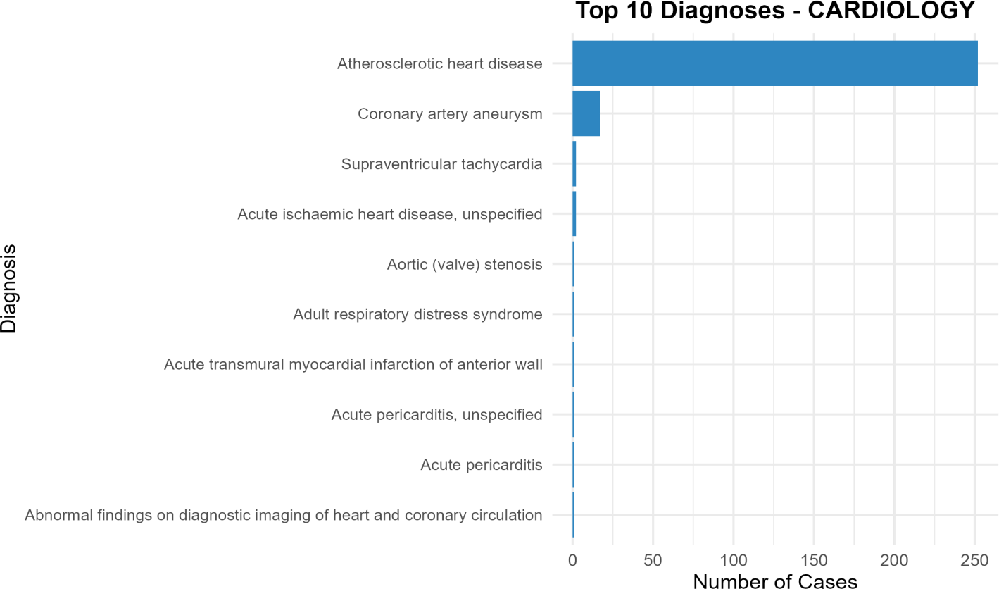 Top 10 Diagnoses - CARDIOLOGY
Diagnosis
Atherosclerotic heart disease
Coronary artery aneurysm
Supraventricular tachycardia
Acute ischaemic heart disease, unspecified
Aortic (valve) stenosis
Adult respiratory distress syndrome
Acute transmural myocardial infarction of anterior wall
Acute pericarditis, unspecified
Acute pericarditis
Abnormal findings on diagnostic imaging of heart and coronary circulation
0 50 100 150 200 250
Number of Cases